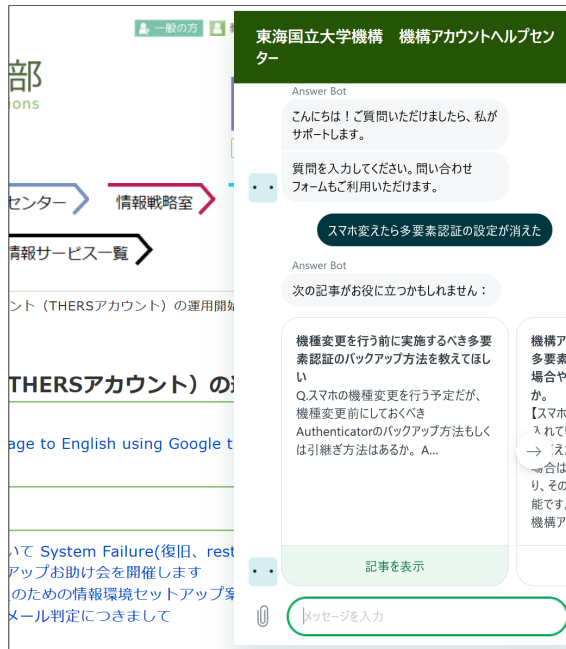 一般の方
部
ions
センター
情報戦略室
情報サービス一覧
ント（THERSアカウント）の運用開始
THERSアカウント）の
age to English using Google t
いて System Failure(復旧、rest
アップお助け会を開催します
のための情報環境セットアップ案
メール判定につきまして
東海国立大学機構　機構アカウントヘルプセン
ター
Answer Bot
こんにちは！ご質問いただけましたら、私が
サポートします。
質問を入力してください。問い合わせ
フォームもご利用いただけます。
スマホ変えたら多要素認証の設定が消えた
Answer Bot
次の記事がお役に立つかもしれません：
機種変更を行う前に実施するべき多要
素認証のバックアップ方法を教えてほし
い
Q.スマホの機種変更を行う予定だが、
機種変更前にしておくべき
Authenticatorのバックアップ方法もしく
は引継ぎ方法はあるか。A...
記事を表示
機構ア
多要素
場合や
か。
【スマホ
入れてい
え
場合は
り、その
能です。
機構ア
メッセージを入力